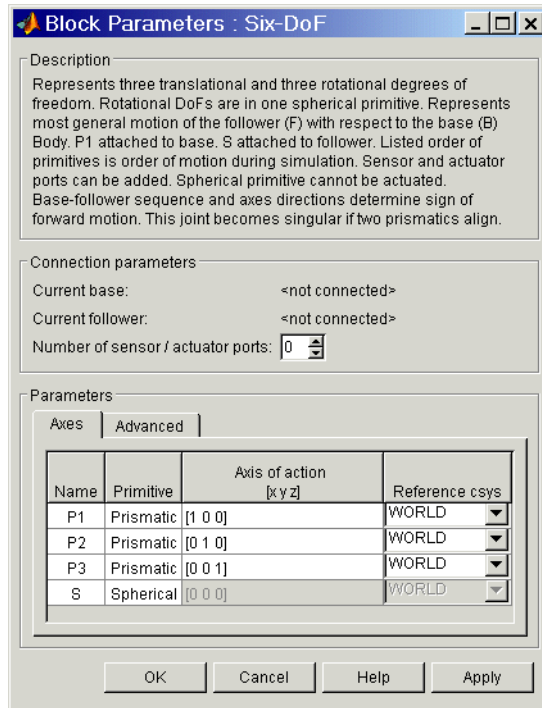 Block Parameters : Six-DoF
Description
Represents three translational and three rotational degrees of
freedom. Rotational DoFs are in one spherical primitive. Represents
most general motion of the follower (F) with respect to the base (B)
Body. P1 attached to base. S attached to follower. Listed order of
primitives is order of motion during simulation. Sensor and actuator
ports can be added. Spherical primitive cannot be actuated.
Base-follower sequence and axes directions determine sign of
forward motion. This joint becomes singular if two prismatics align.
Connection parameters
Current base: <not connected>
Current follower: <not connected>
Number of sensor / actuator ports: 0
Parameters
Axes Advanced
Name Primitive Axis of action [x y z] Reference csys
P1 Prismatic [1 0 0] WORLD
P2 Prismatic [0 1 0] WORLD
P3 Prismatic [0 0 1] WORLD
S Spherical [0 0 0] WORLD
OK Cancel Help Apply